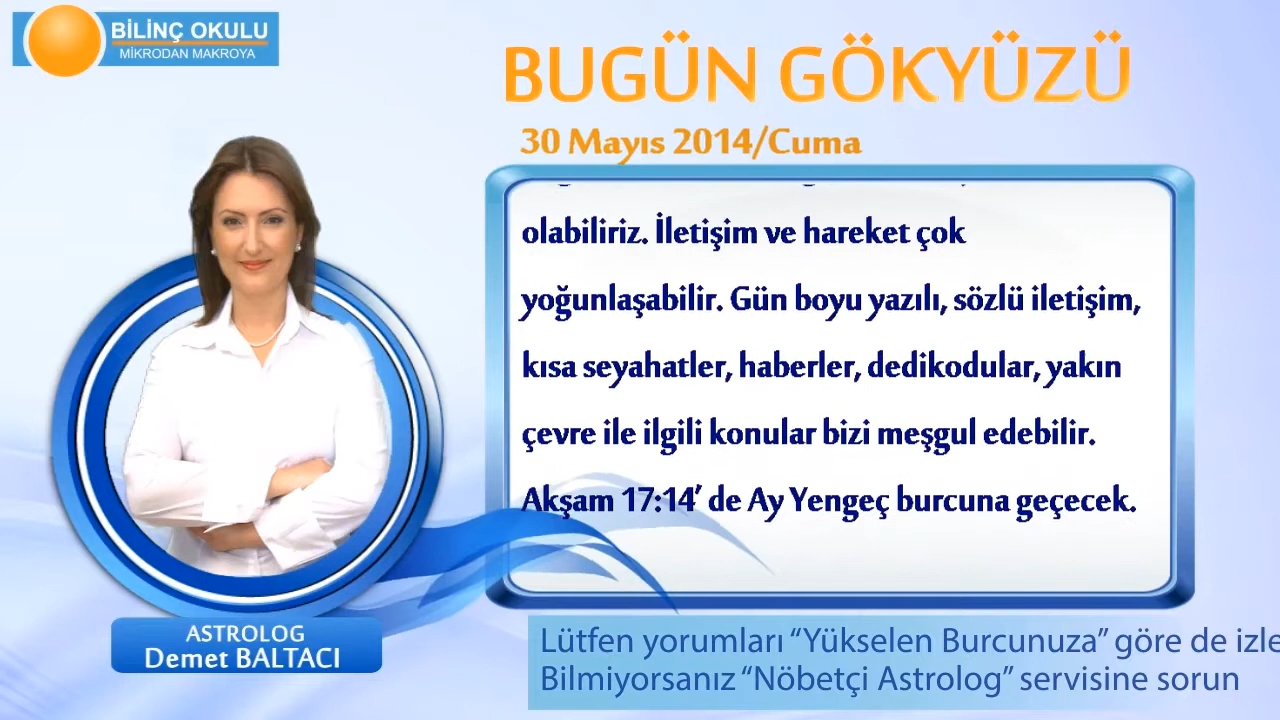 BİLİNÇ OKULU
MİKRODAN MAKROYA
BUGÜN GÖKYÜZÜ
30 Mayıs 2014/Cuma
olabiliriz. İletişim ve hareket çok
yoğunlaşabilir. Gün boyu yazılı, sözlü iletişim,
kısa seyahatler, haberler, dedikodular, yakın
çevre ile ilgili konular bizi meşgul edebilir.
Akşam 17:14’ de Ay Yengeç burcuna geçecek.
ASTROLOG
Demet BALTACI
Lütfen yorumları “Yükselen Burcunuza” göre de izle
Bilmiyorsanız “Nöbetçi Astrolog” servisine sorun